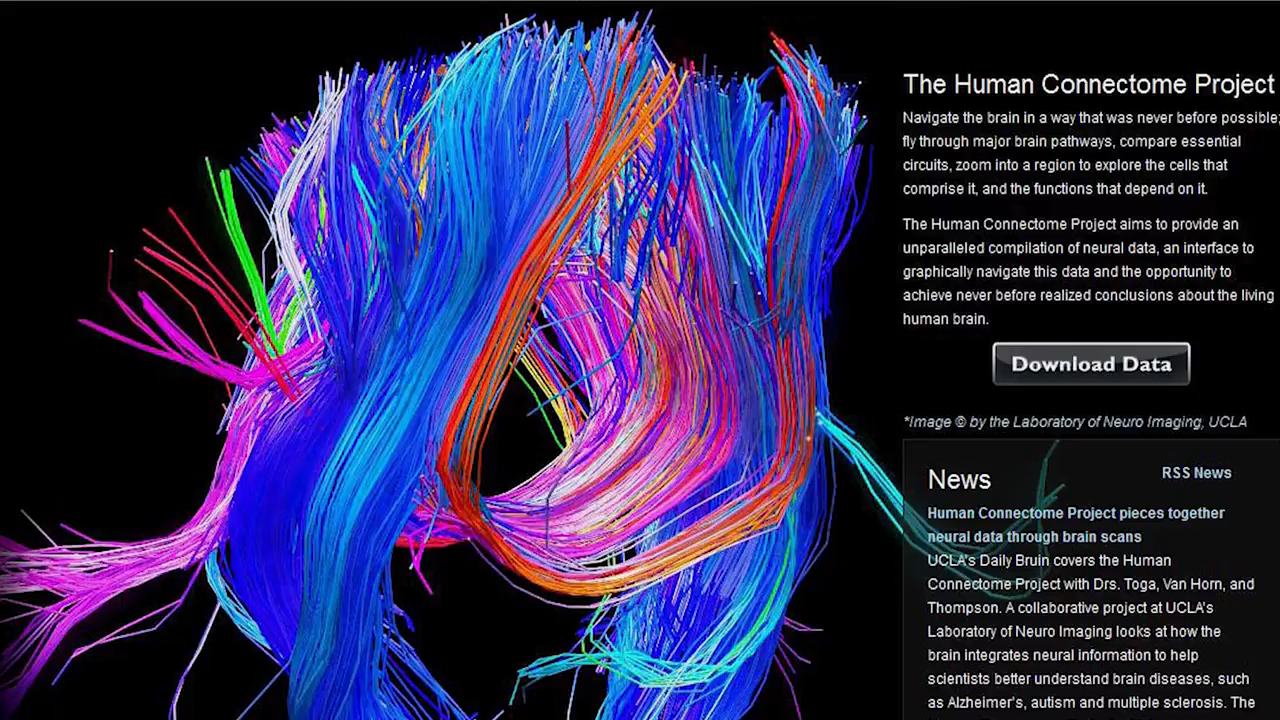 The Human Connectome Project
Navigate the brain in a way that was never before possible;
fly through major brain pathways, compare essential
circuits, zoom into a region to explore the cells that
comprise it, and the functions that depend on it.
The Human Connectome Project aims to provide an
unparalleled compilation of neural data, an interface to
graphically navigate this data and the opportunity to
achieve never before realized conclusions about the living
human brain.
Download Data
*Image © by the Laboratory of Neuro Imaging, UCLA
News
RSS News
Human Connectome Project pieces together
neural data through brain scans
UCLA's Daily Bruin covers the Human
Connectome Project with Drs. Toga, Van Horn, and
Thompson. A collaborative project at UCLA's
Laboratory of Neuro Imaging looks at how the
brain integrates neural information to help
scientists better understand brain diseases, such
as Alzheimer's, autism and multiple sclerosis. The